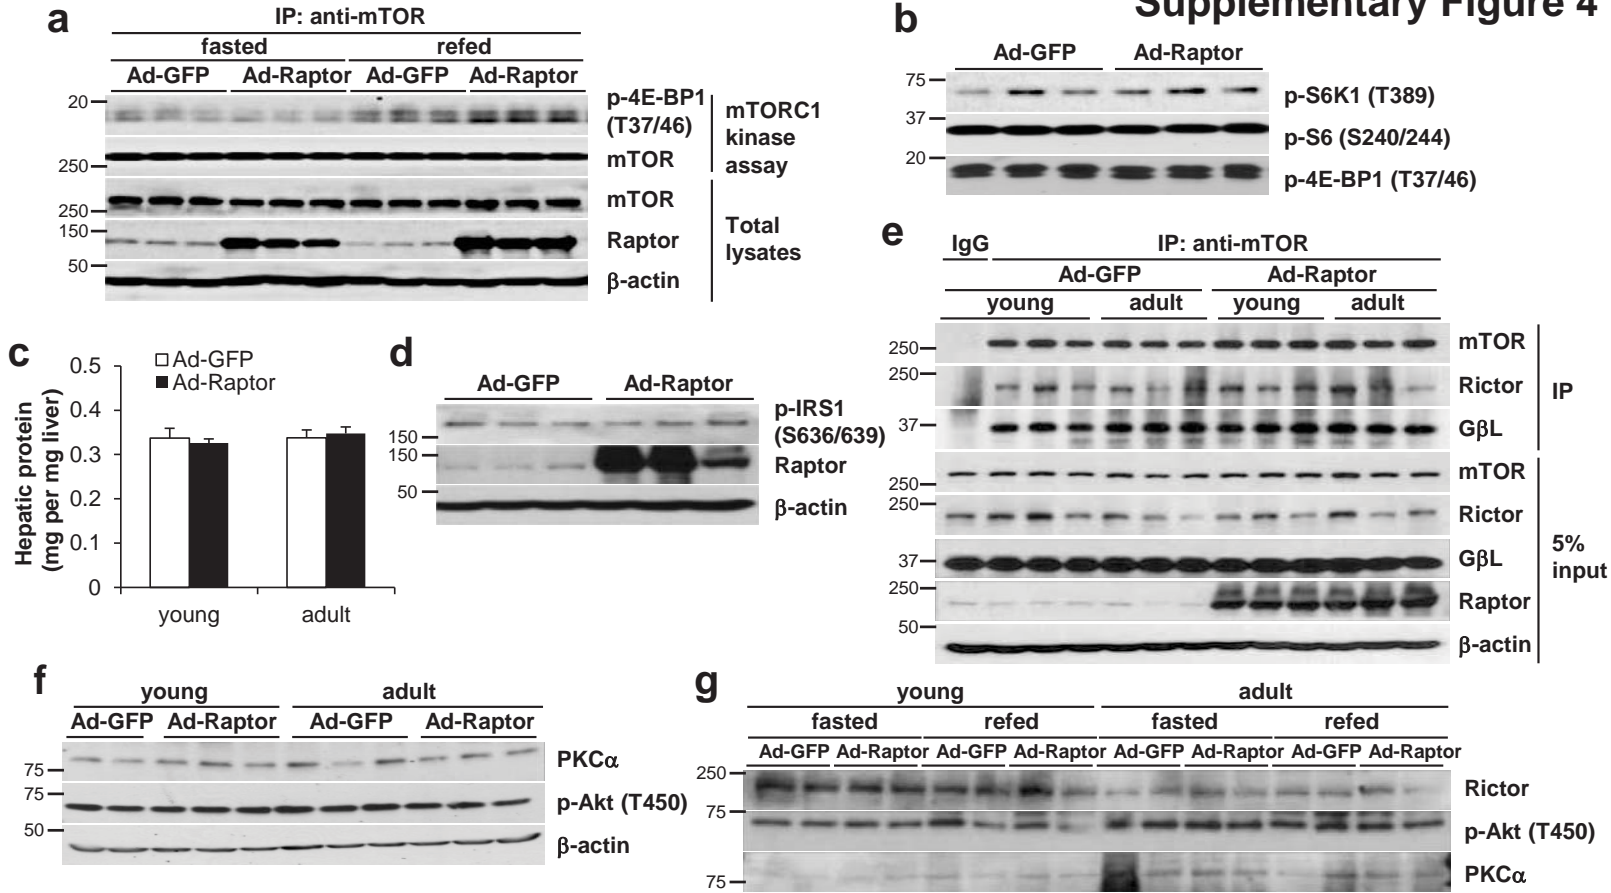 Supplementary Figure 4
a
IP: anti-mTOR
fasted refed
Ad-GFP Ad-Raptor Ad-GFP Ad-Raptor
20
p-4E-BP1
(T37/46)
250
mTOR
mTORC1
kinase
assay
250
mTOR
150
Raptor
50
β-actin
Total
lysates
b
Ad-GFP Ad-Raptor
75
p-S6K1 (T389)
37
p-S6 (S240/244)
20
p-4E-BP1 (T37/46)
c
Ad-GFP
Ad-Raptor
Hepatic protein
(mg per mg liver)
0.5
0.4
0.3
0.2
0.1
0
young adult
d
Ad-GFP Ad-Raptor
p-IRS1
(S636/639)
150
150
Raptor
50
β-actin
e
IgG IP: anti-mTOR
Ad-GFP Ad-Raptor
young adult young adult
250
mTOR
250
Rictor
37
GβL
IP
250
mTOR
250
Rictor
37
GβL
250
Raptor
50
β-actin
5%
input
f
young adult
Ad-GFP Ad-Raptor Ad-GFP Ad-Raptor
75
PKCα
75
p-Akt (T450)
50
β-actin
g
young adult
fasted refed fasted refed
Ad-GFP Ad-Raptor Ad-GFP Ad-Raptor Ad-GFP Ad-Raptor Ad-GFP Ad-Raptor
250
Rictor
75
p-Akt (T450)
75
PKCα